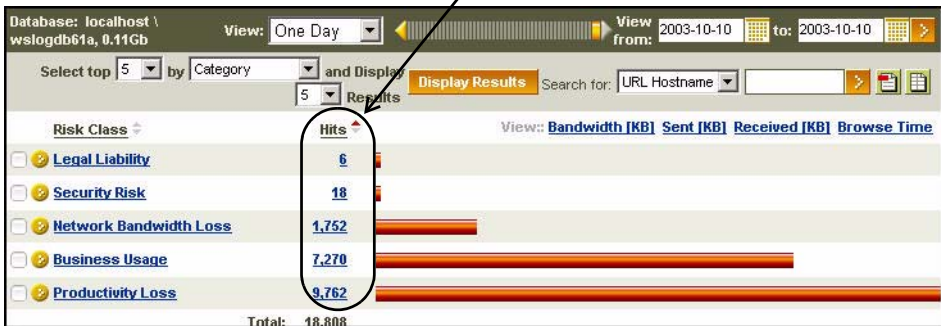 Database: localhost \
wslogdb61a, 0.11Gb
View: One Day
View
from: 2003-10-10 to: 2003-10-10
Select top 5 by Category and Display
5 Results
Display Results Search for: URL Hostname
Risk Class Hits View:: Bandwidth [KB] Sent [KB] Received [KB] Browse Time
Legal Liability 6
Security Risk 18
Network Bandwidth Loss 1,752
Business Usage 7,270
Productivity Loss 9,762
Total: 18,808